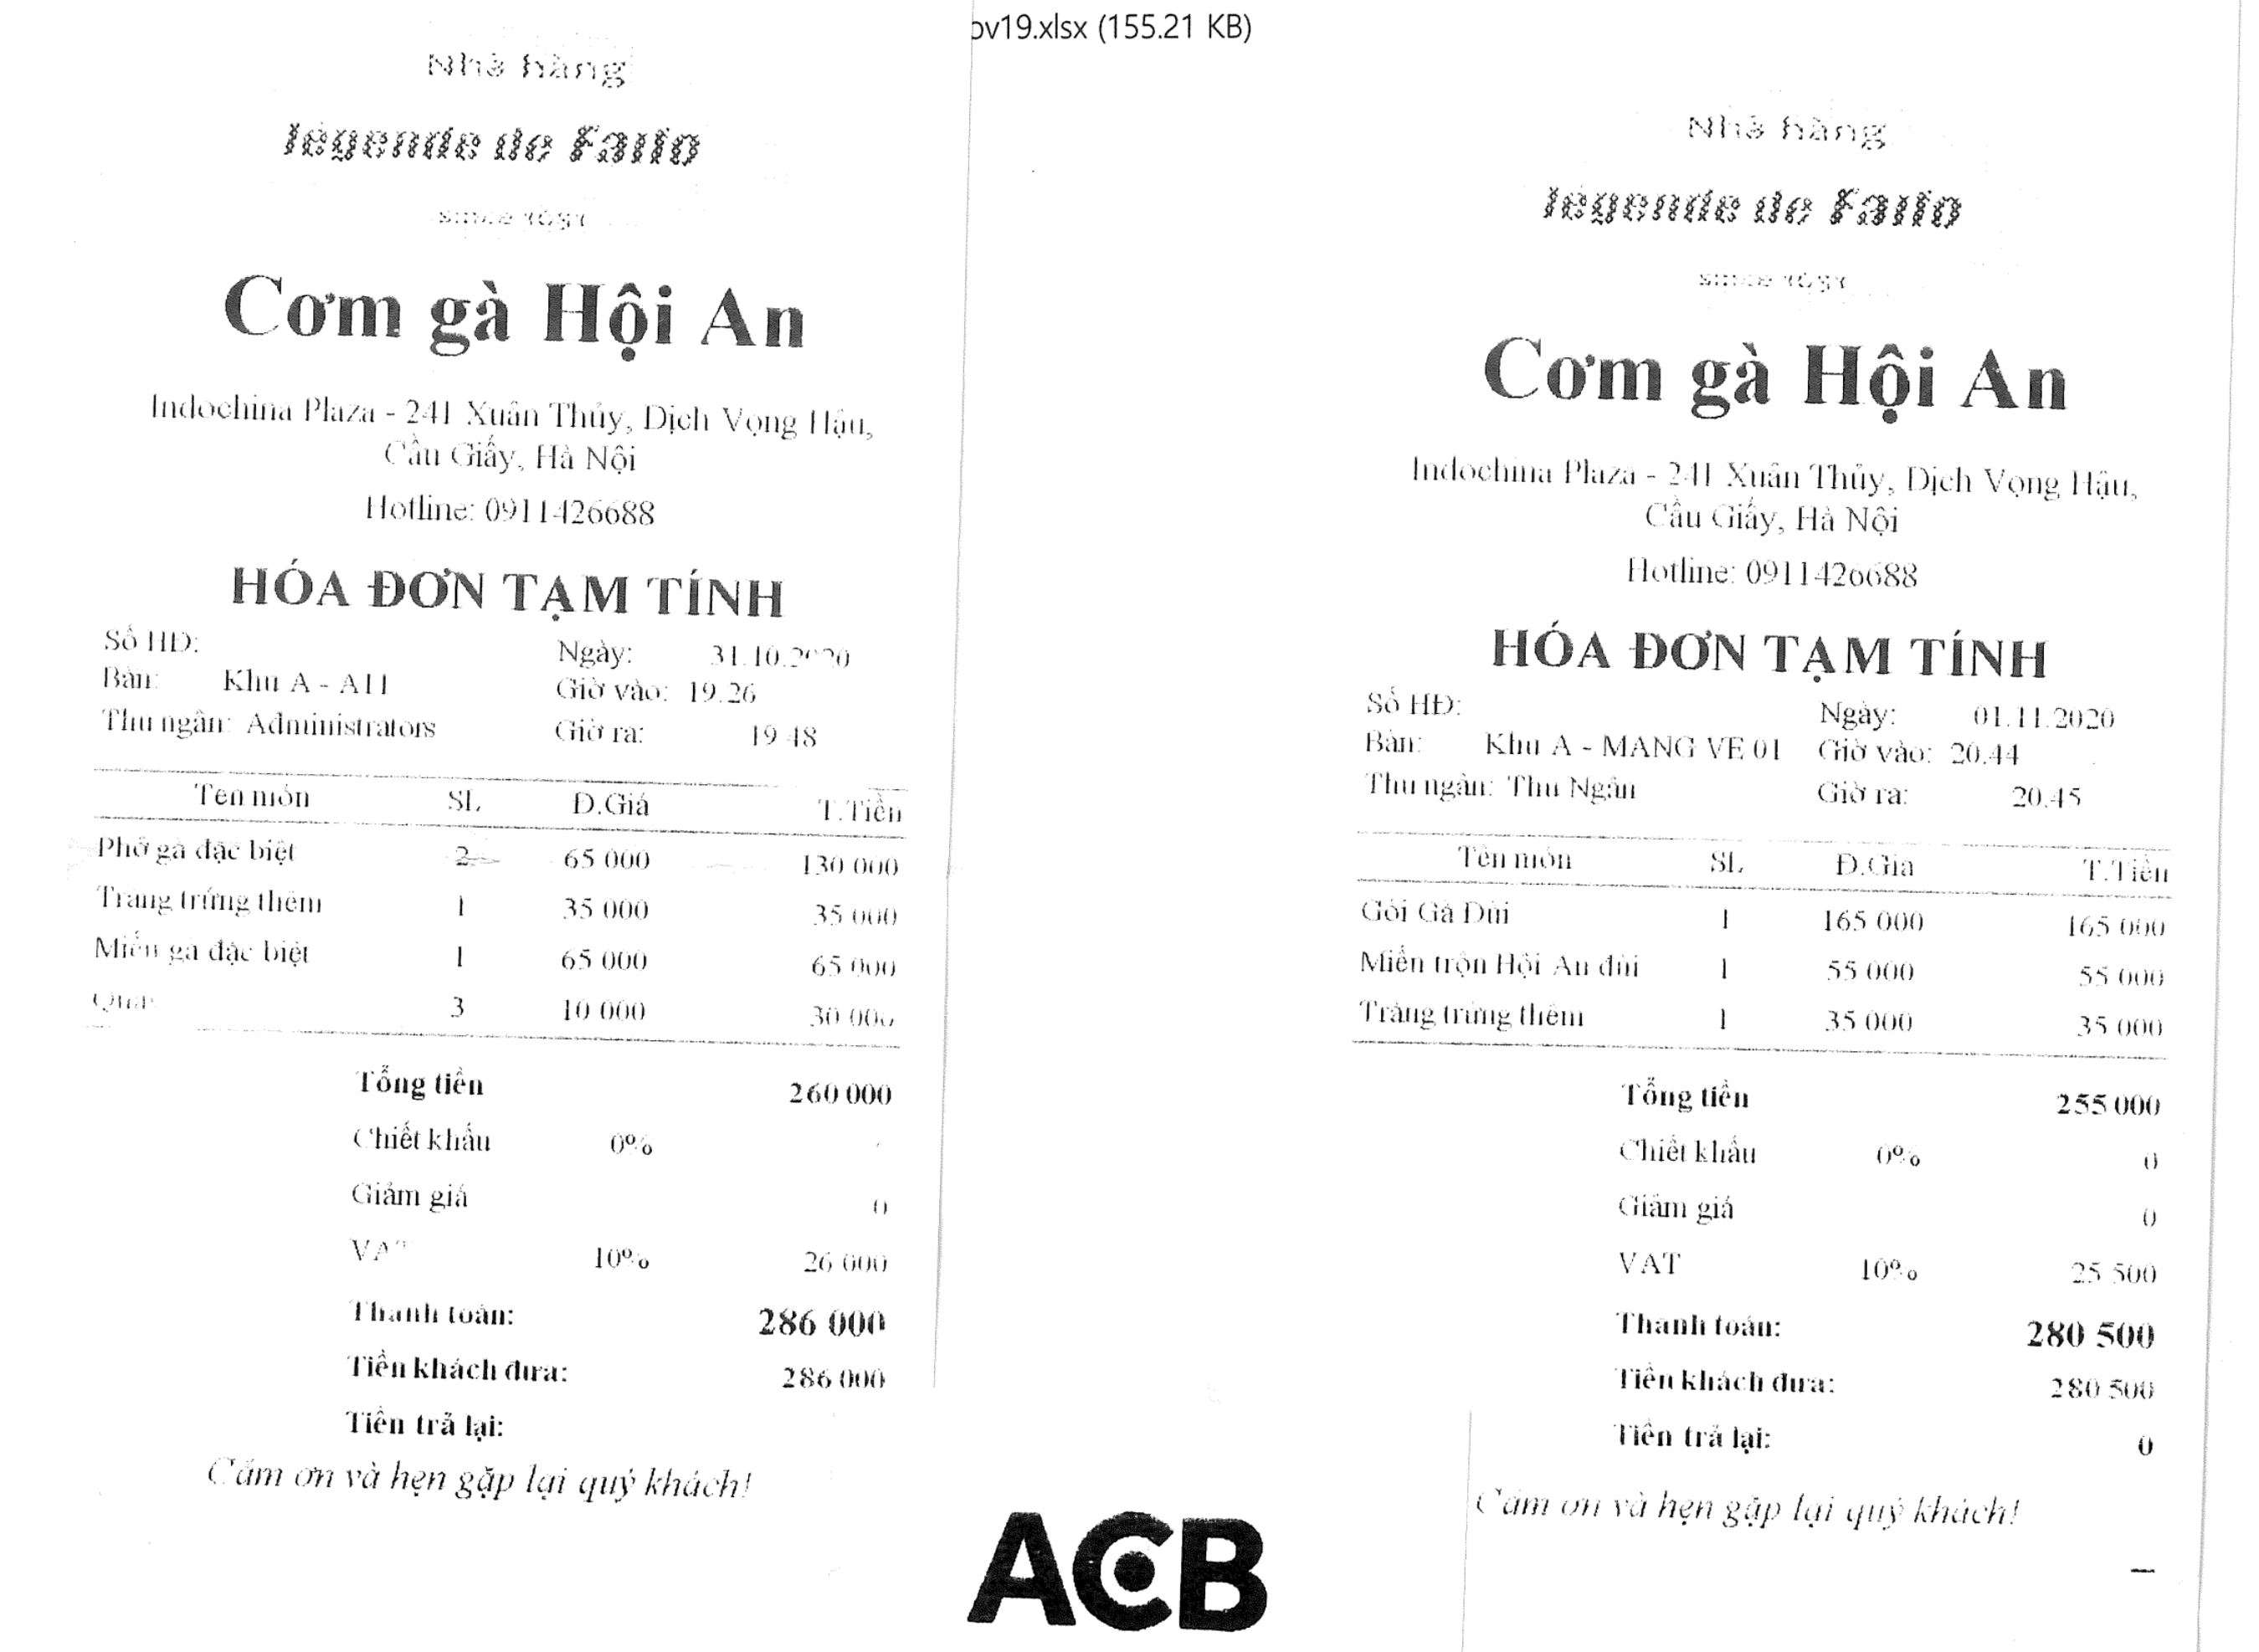 ov19.xlsx (155.21 KB)
Nhà hàng
légende de Faifo
since
Cơm gà Hội An
Indochina Plaza - 241 Xuân Thủy, Dịch Vọng Hậu,
Cầu Giấy, Hà Nội
Hotline: 0911426688
HÓA ĐƠN TẠM TÍNH
Số HĐ: Ngày: 31.10.2020
Bàn: Khu A - A11 Giờ vào: 19.26
Thu ngân: Administrators Giờ ra: 19 48
Tên món SL Đ.Giá T.Tiền
Phở gà đặc biệt 2 65 000 130 000
Trang trứng thêm 1 35 000 35 000
Miến gà đặc biệt 1 65 000 65 000
3 10 000 30 000
Tổng tiền 260 000
Chiết khấu 0%
Giảm giá 0
VAT 10% 26 000
Thanh toán: 286 000
Tiền khách đưa: 286 000
Tiền trả lại:
Cám ơn và hẹn gặp lại quý khách!
Nhà hàng
légende de Faifo
since
Cơm gà Hội An
Indochina Plaza - 241 Xuân Thủy, Dịch Vọng Hậu,
Cầu Giấy, Hà Nội
Hotline: 0911426688
HÓA ĐƠN TẠM TÍNH
Số HĐ: Ngày: 01.11.2020
Bàn: Khu A - MANG VE 01 Giờ vào: 20.44
Thu ngân: Thu Ngân Giờ ra: 20.45
Tên món SL Đ.Giá T.Tiền
Gỏi Gà Đùi 1 165 000 165 000
Miến trộn Hội An đùi 1 55 000 55 000
Tràng trứng thêm 1 35 000 35 000
Tổng tiền 255 000
Chiết khấu 0% 0
Giảm giá 0
VAT 10% 25 500
Thanh toán: 280 500
Tiền khách đưa: 280 500
Tiền trả lại: 0
Cám ơn và hẹn gặp lại quý khách!
ACB